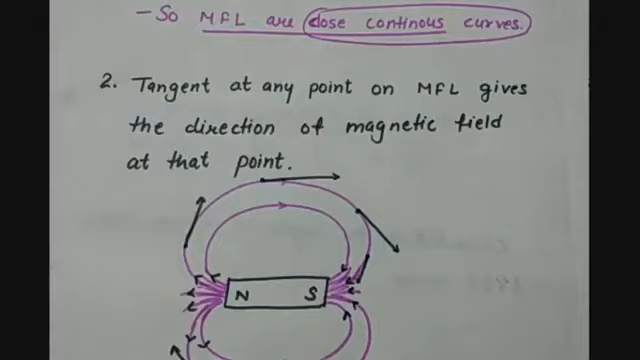 - So MFL are close continous curves.
2. Tangent at any point on MFL gives
the direction of magnetic field
at that point.
N S